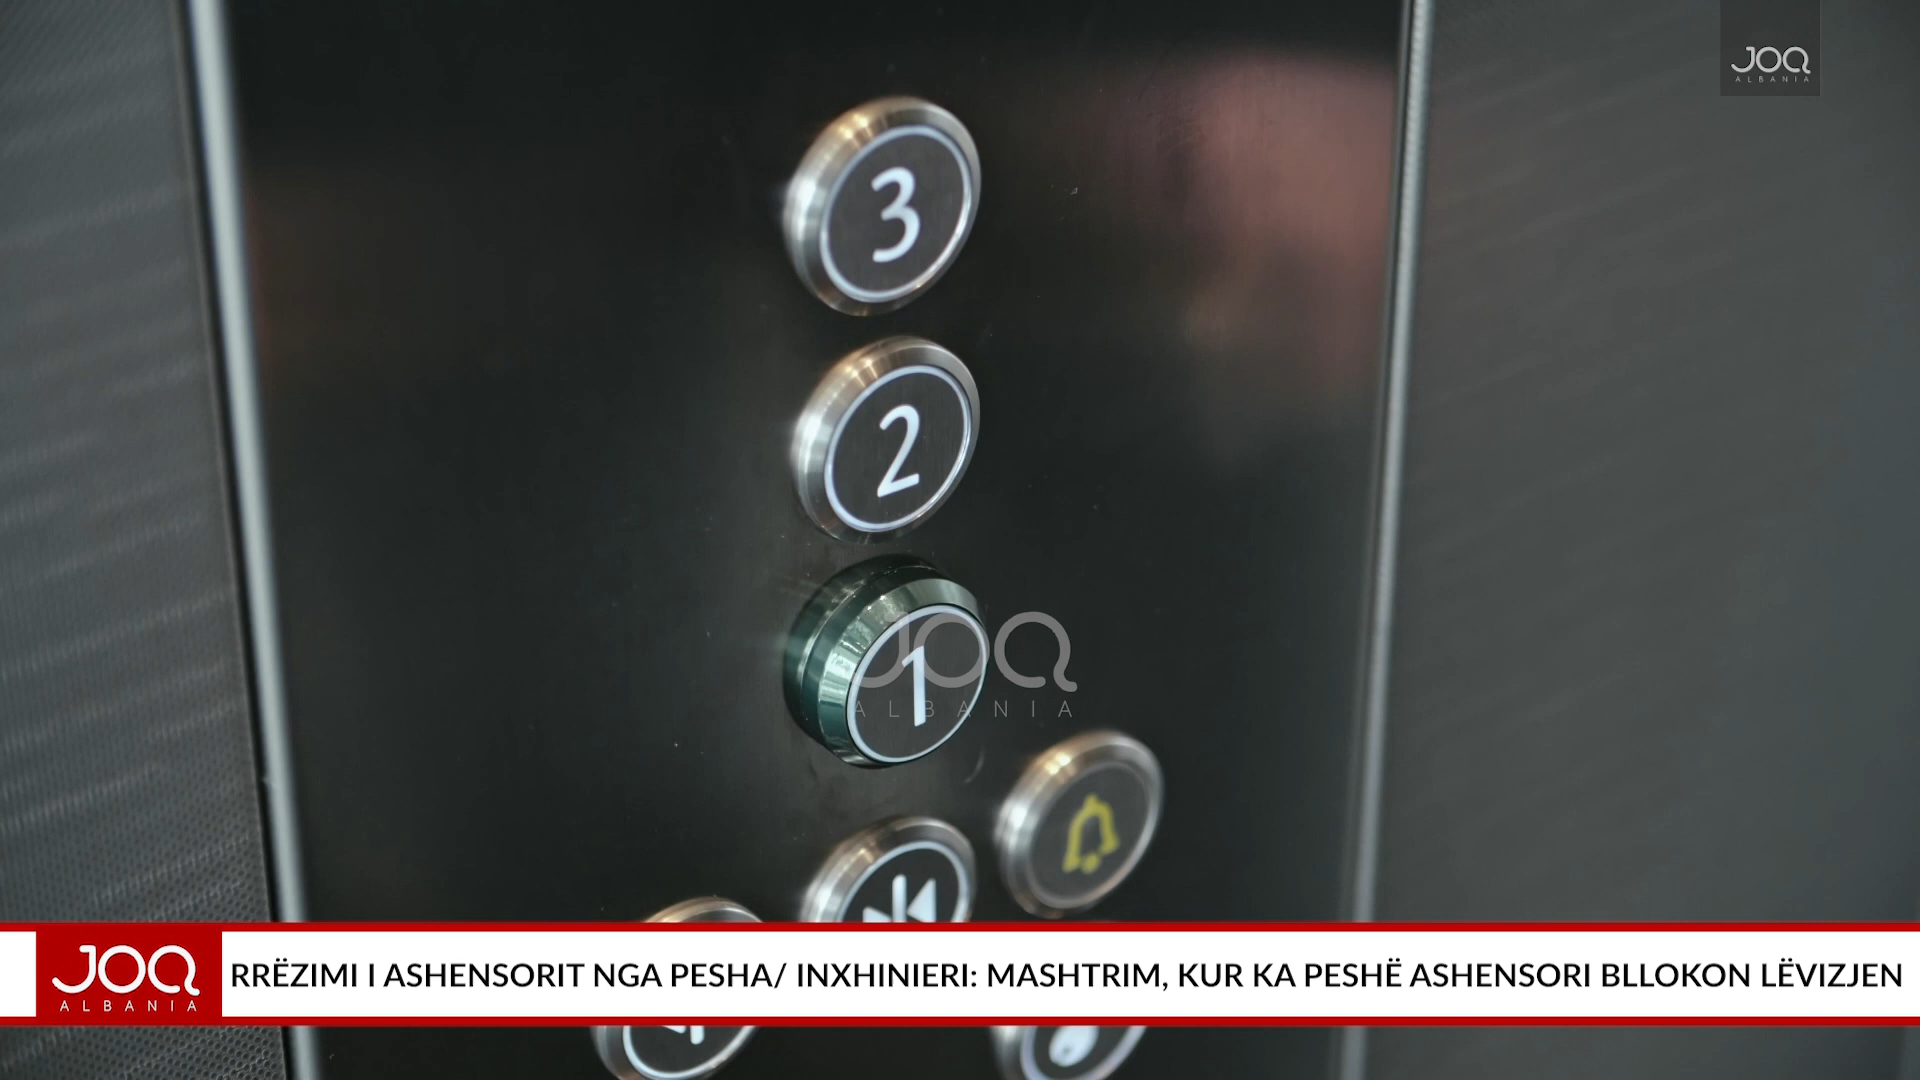 JOQ
ALBANIA
3
2
1
JOQ
ALBANIA
JOQ
ALBANIA
RRËZIMI I ASHENSORIT NGA PESHA/ INXHINIERI: MASHTRIM, KUR KA PESHË ASHENSORI BLLOKON LËVIZJEN